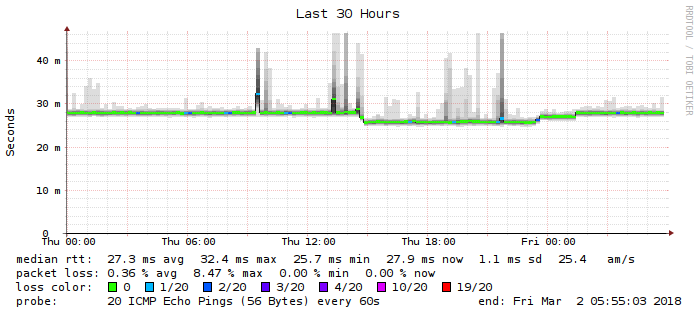 Last 30 Hours
RRDTOOL / TOBI OETIKER
Seconds
40 m
30 m
20 m
10 m
0
Thu 00:00 Thu 06:00 Thu 12:00 Thu 18:00 Fri 00:00
median rtt: 27.3 ms avg 32.4 ms max 25.7 ms min 27.9 ms now 1.1 ms sd 25.4 am/s
packet loss: 0.36 % avg 8.47 % max 0.00 % min 0.00 % now
loss color: 0 1/20 2/20 3/20 4/20 10/20 19/20
probe: 20 ICMP Echo Pings (56 Bytes) every 60s end: Fri Mar 2 05:55:03 2018